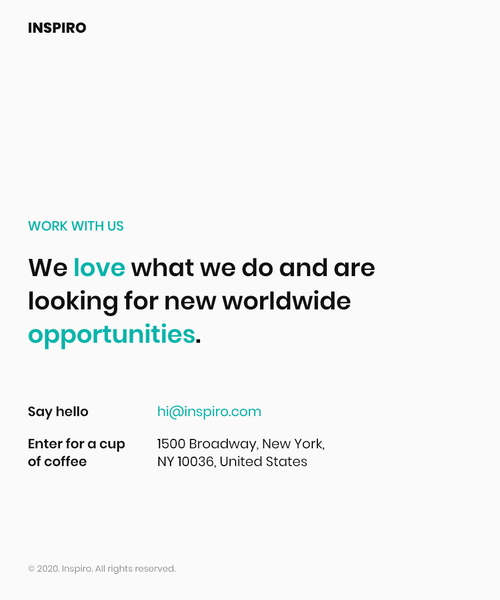 INSPIRO
WORK WITH US
We love what we do and are
looking for new worldwide
opportunities.
Say hello
hi@inspiro.com
Enter for a cup
of coffee
1500 Broadway, New York,
NY 10036, United States
© 2020. Inspiro. All rights reserved.